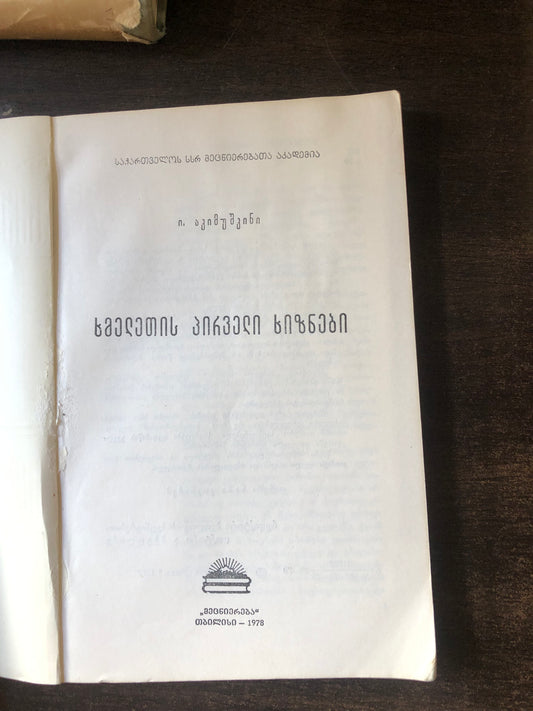 საქართველოს სსრ მეცნიერებათა აკადემია
ი. აკიმუშკინი
ხმელეთის პირველი ხიზნები
„მეცნიერება“
თბილისი – 1978